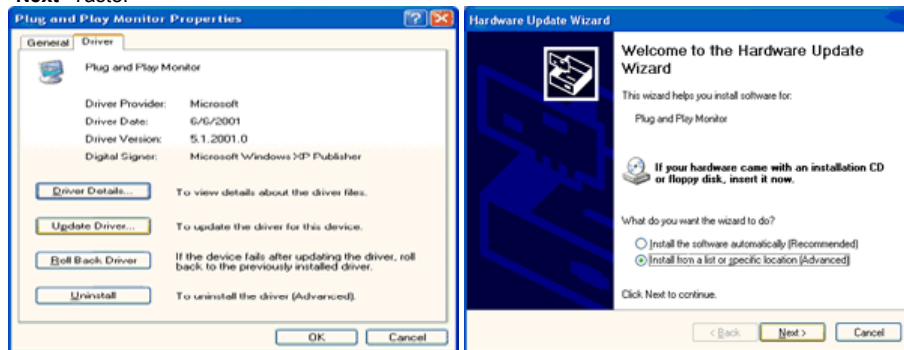 Plug and Play Monitor Properties
General
Driver
Plug and Play Monitor
Driver Provider: Microsoft
Driver Date: 6/6/2001
Driver Version: 5.1.2001.0
Digital Signer: Microsoft Windows XP Publisher
Driver Details... To view details about the driver files.
Update Driver... To update the driver for this device.
Roll Back Driver If the device fails after updating the driver, roll
back to the previously installed driver.
Uninstall To uninstall the driver (Advanced).
OK Cancel
Hardware Update Wizard
Welcome to the Hardware Update
Wizard
This wizard helps you install software for:
Plug and Play Monitor
If your hardware came with an installation CD
or floppy disk, insert it now.
What do you want the wizard to do?
Install the software automatically (Recommended)
Install from a list or specific location (Advanced)
Click Next to continue.
< Back Next > Cancel